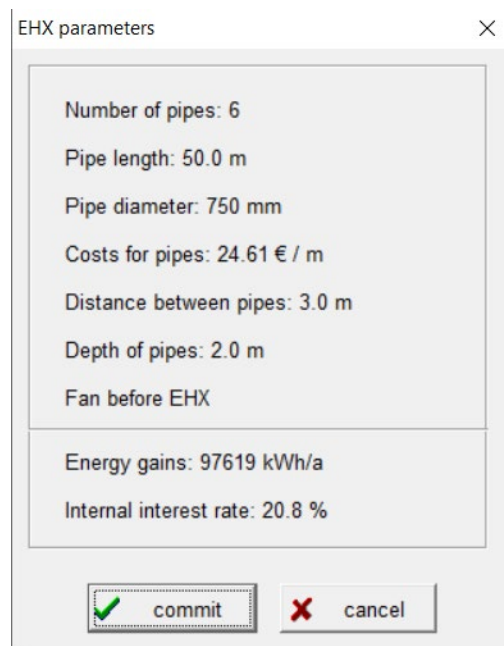 EHX parameters
Number of pipes: 6
Pipe length: 50.0 m
Pipe diameter: 750 mm
Costs for pipes: 24.61 € / m
Distance between pipes: 3.0 m
Depth of pipes: 2.0 m
Fan before EHX
Energy gains: 97619 kWh/a
Internal interest rate: 20.8 %
commit cancel